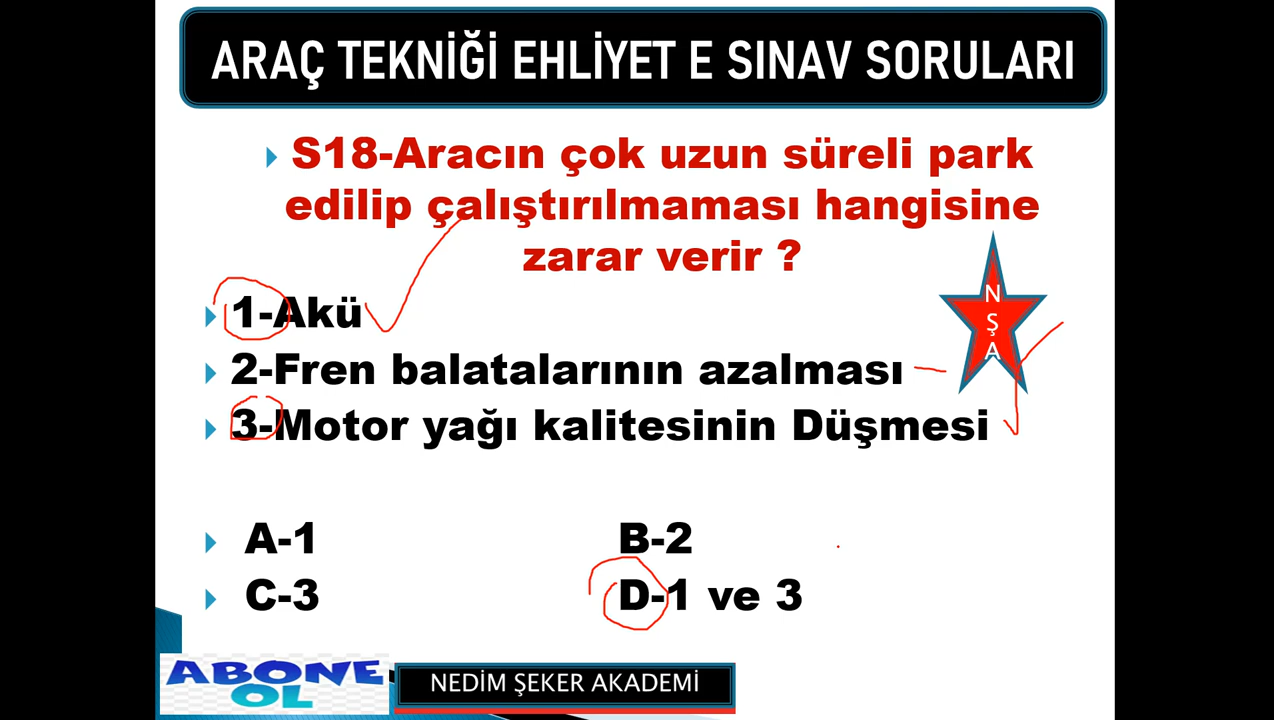 ARAÇ TEKNİĞİ EHLİYET E SINAV SORULARI
S18-Aracın çok uzun süreli park
edilip çalıştırılmaması hangisine
zarar verir ?
1-Akü
2-Fren balatalarının azalması
3-Motor yağı kalitesinin Düşmesi
N
Ş
A
A-1 B-2
C-3 D-1 ve 3
ABONE
OL
NEDİM ŞEKER AKADEMİ